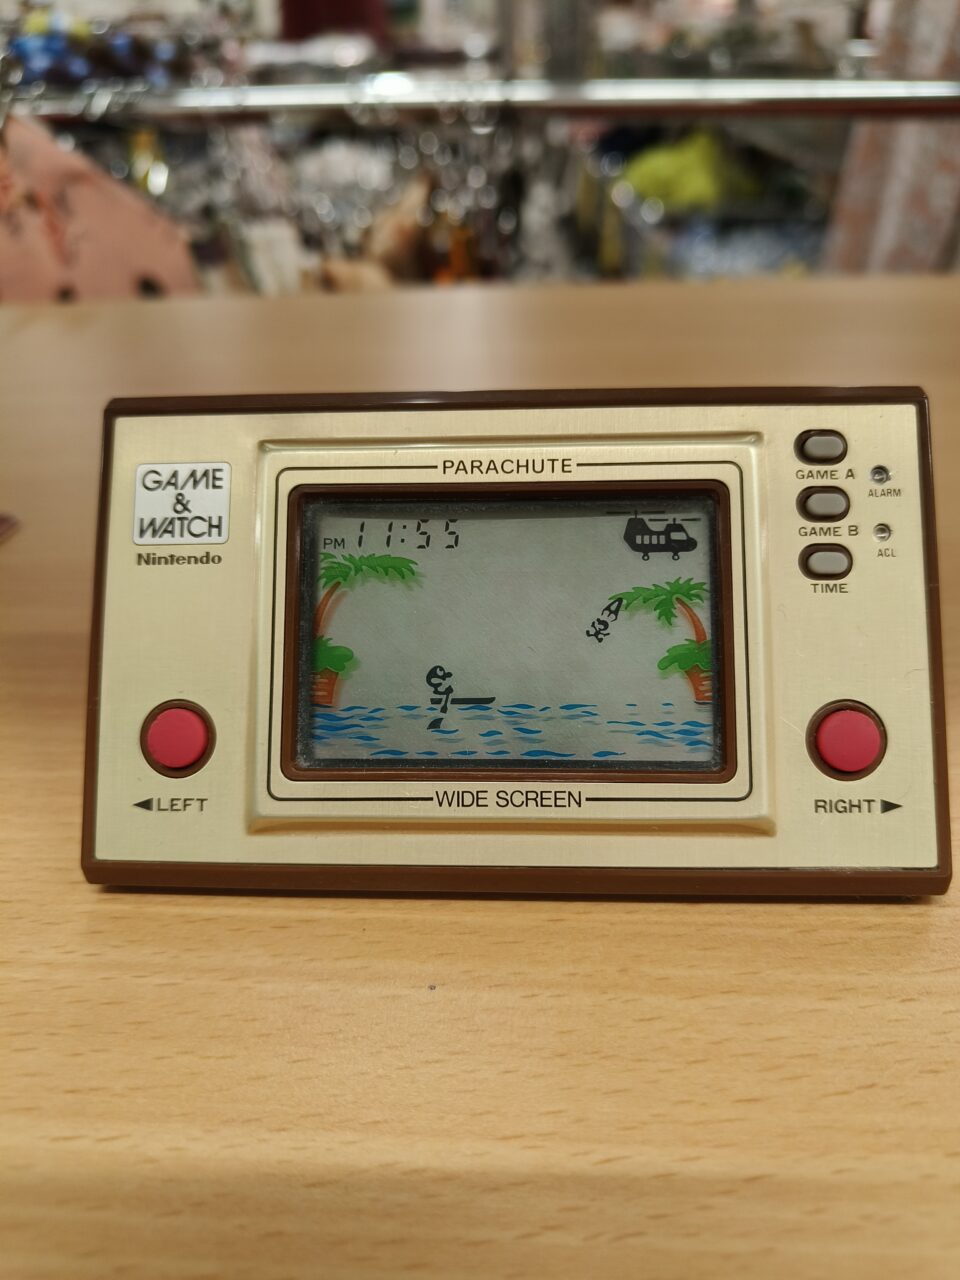 PARACHUTE
GAME
&
WATCH
Nintendo
PM 11:55
GAME A
ALARM
GAME B
ACL
TIME
◀LEFT
RIGHT▶
WIDE SCREEN